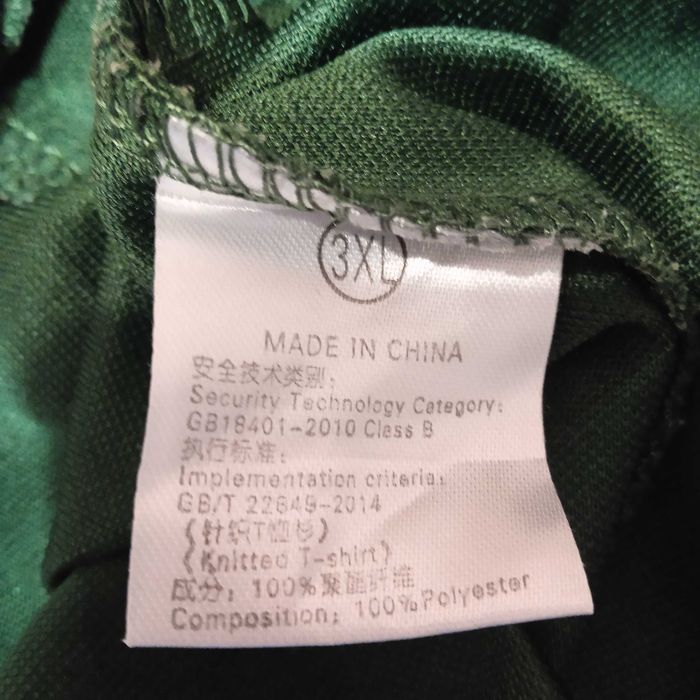 3XL
MADE IN CHINA
安全技术类别：
Security Technology Category:
GB18401-2010 Class B
执行标准：
Implementation criteria:
GB/T 22849-2014
《针织T恤衫》
《Knitted T-shirt》
成分：100%聚酯纤维
Composition: 100%Polyester